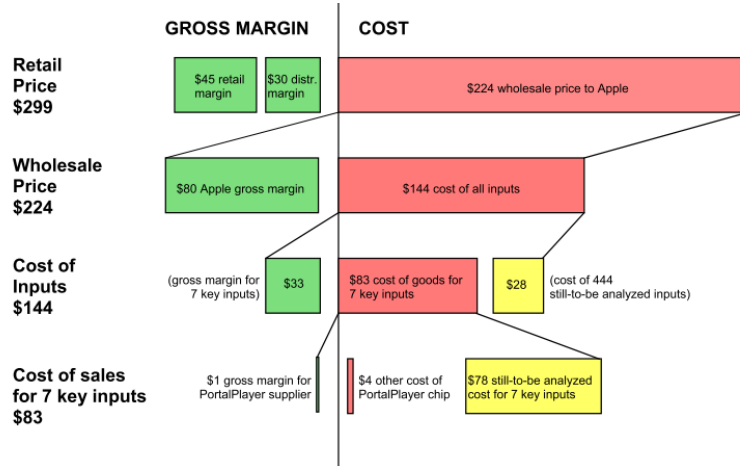 GROSS MARGIN
COST
Retail
Price
$299
$45 retail
margin
$30 distr.
margin
$224 wholesale price to Apple
Wholesale
Price
$224
$80 Apple gross margin
$144 cost of all inputs
Cost of
Inputs
$144
(gross margin for
7 key inputs)
$33
$83 cost of goods for
7 key inputs
$28
(cost of 444
still-to-be analyzed inputs)
Cost of sales
for 7 key inputs
$83
$1 gross margin for
PortalPlayer supplier
$4 other cost of
PortalPlayer chip
$78 still-to-be analyzed
cost for 7 key inputs